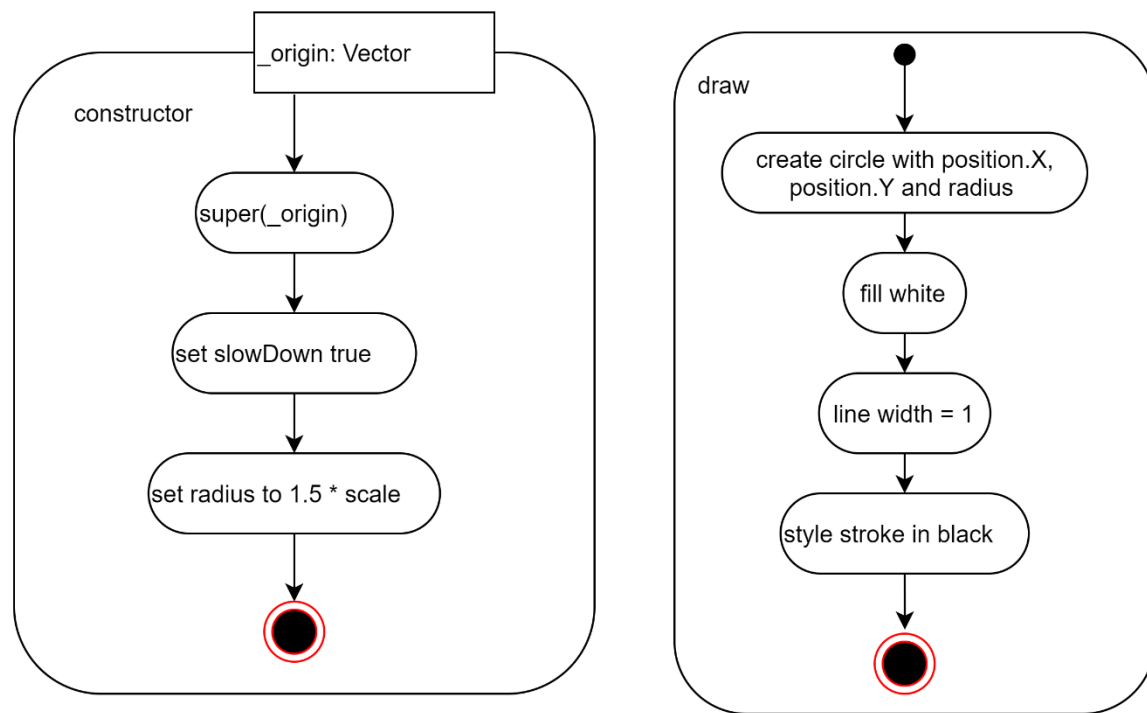 _origin: Vector
constructor
super(_origin)
set slowDown true
set radius to 1.5 * scale
draw
create circle with position.X,
position.Y and radius
fill white
line width = 1
style stroke in black